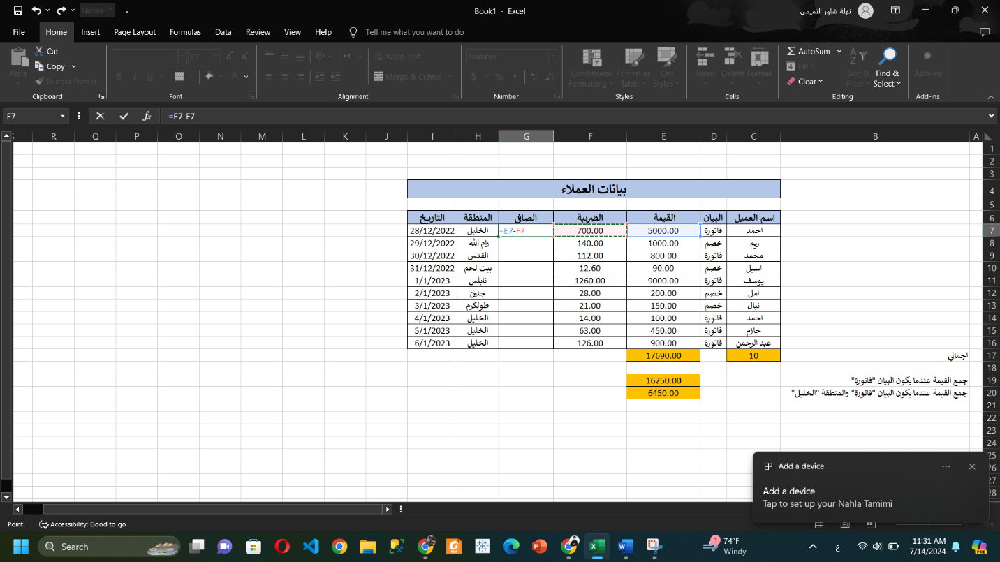 Number
Book1 - Excel
نهلة شاور التميمي
File Home Insert Page Layout Formulas Data Review View Help Tell me what you want to do
Paste
Cut
Copy
Format Painter
Clipboard
11
B I U
A
Font
Wrap Text
Merge & Center
Alignment
Number
$ % ,
Number
Conditional Formatting
Format as Table
Cell Styles
Styles
Insert Delete Format
Cells
AutoSum
Fill
Clear
Sort & Filter
Find & Select
Editing
Add-ins
Add-ins
F7 fx =E7-F7
R Q P O N M L K J I H G F E D C B A
1
2
3
4 بيانات العملاء
5
6 اسم العميل البيان القيمة الضريبة الصافي المنطقة التاريخ
7 احمد فاتورة 5000.00 700.00 =E7-F7 الخليل 28/12/2022
8 ريم خصم 1000.00 140.00 رام الله 29/12/2022
9 محمد فاتورة 800.00 112.00 القدس 30/12/2022
10 اسيل خصم 90.00 12.60 بيت لحم 31/12/2022
11 يوسف فاتورة 9000.00 1260.00 نابلس 1/1/2023
12 امل خصم 200.00 28.00 جنين 2/1/2023
13 نبال خصم 150.00 21.00 طولكرم 3/1/2023
14 احمد فاتورة 100.00 14.00 الخليل 4/1/2023
15 حازم فاتورة 450.00 63.00 الخليل 5/1/2023
16 عبد الرحمن فاتورة 900.00 126.00 الخليل 6/1/2023
17 اجمالي 10 17690.00
18
19 جمع القيمة عندما يكون البيان "فاتورة" 16250.00
20 جمع القيمة عندما يكون البيان "فاتورة" والمنطقة "الخليل" 6450.00
21
22
23
24
25
26
27
28
Add a device
Add a device
Tap to set up your Nahla Tamimi
Point Accessibility: Good to go
Search
1
74°F
Windy
ع
11:31 AM
7/14/2024
PRE